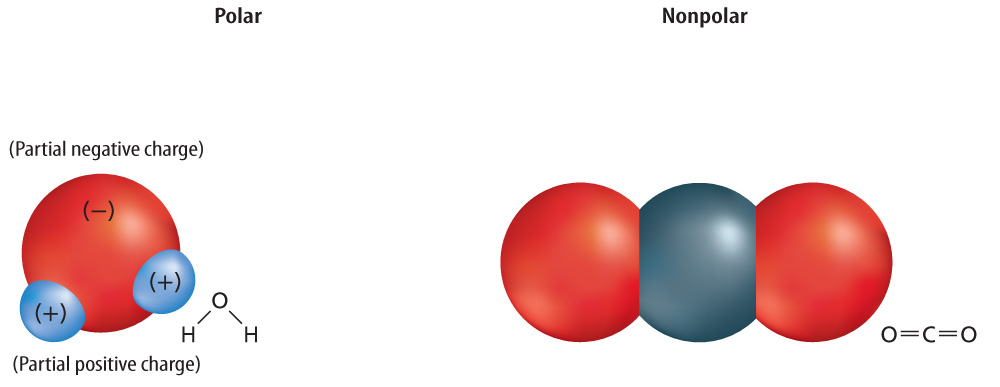 Polar
(Partial negative charge)
(−)
(+)
(+)
O
H H
(Partial positive charge)
Nonpolar
O=C=O